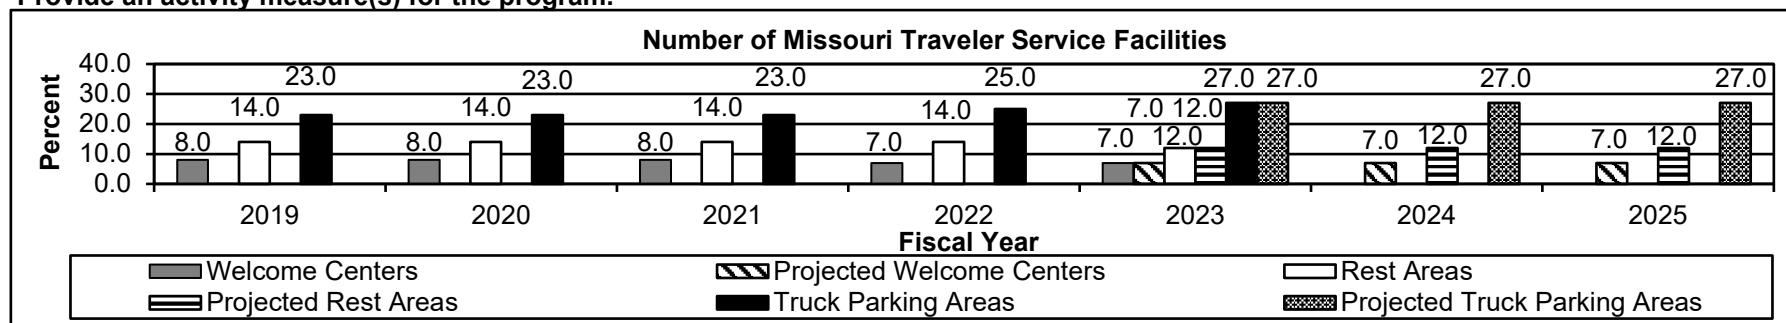 Provide an activity measure(s) for the program.
Number of Missouri Traveler Service Facilities
Percent
40.0
30.0
20.0
10.0
0.0
8.0 14.0 23.0
8.0 14.0 23.0
8.0 14.0 23.0
7.0 14.0 25.0
7.0 7.0 12.0 12.0 27.0 27.0
7.0 12.0 27.0
7.0 12.0 27.0
2019 2020 2021 2022 2023 2024 2025
Fiscal Year
Welcome Centers Projected Welcome Centers Rest Areas
Projected Rest Areas Truck Parking Areas Projected Truck Parking Areas